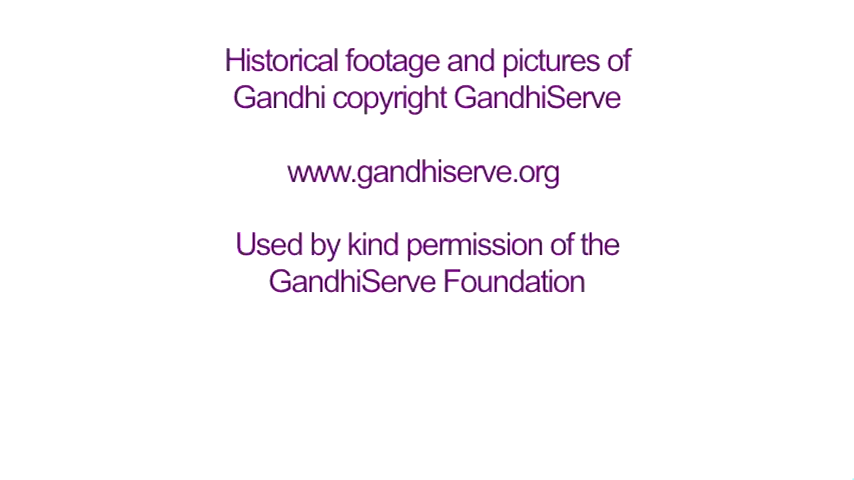 Historical footage and pictures of
Gandhi copyright GandhiServe
www.gandhiserve.org
Used by kind permission of the
GandhiServe Foundation